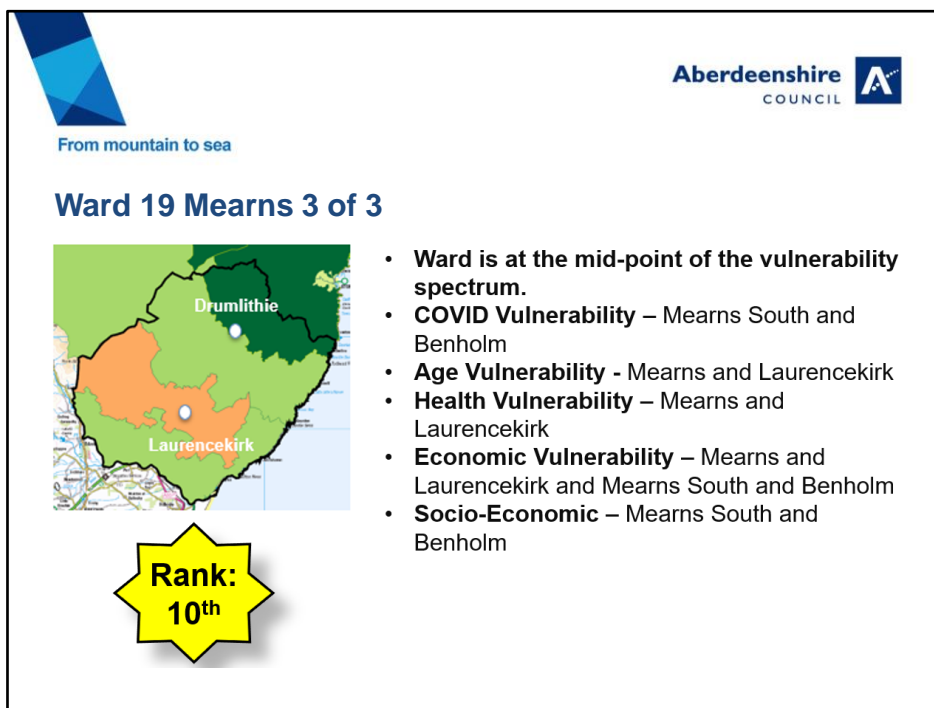 Aberdeenshire
COUNCIL
From mountain to sea
Ward 19 Mearns 3 of 3
Drumlithie
Laurencekirk
Rank:
10th
• Ward is at the mid-point of the vulnerability
spectrum.
• COVID Vulnerability – Mearns South and
Benholm
• Age Vulnerability - Mearns and Laurencekirk
• Health Vulnerability – Mearns and
Laurencekirk
• Economic Vulnerability – Mearns and
Laurencekirk and Mearns South and Benholm
• Socio-Economic – Mearns South and
Benholm